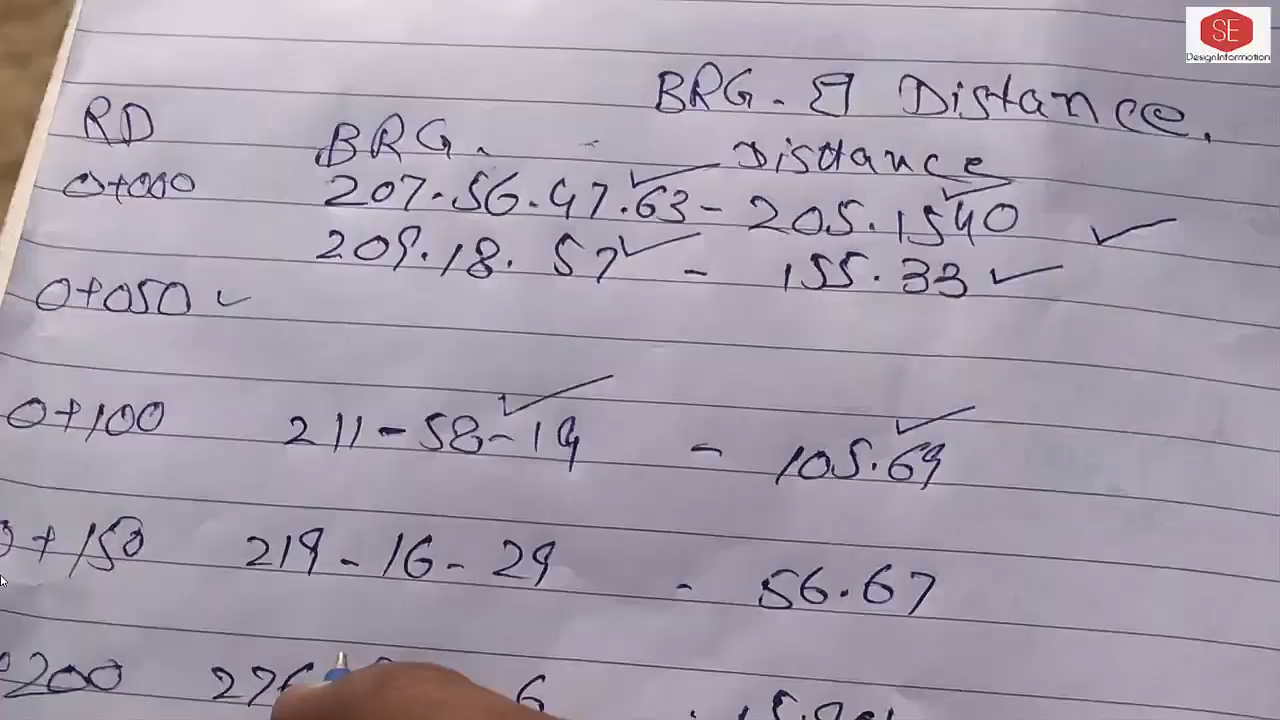 SE
DesignInformation
BRG. & Distance.
RD BRG. - Distance
0+000 207-56.47.63 - 205.1540
209.18.57 - 155.33
0+050
0+100 211-58-19 - 105.69
0+150 219-16-29 - 56.67
200